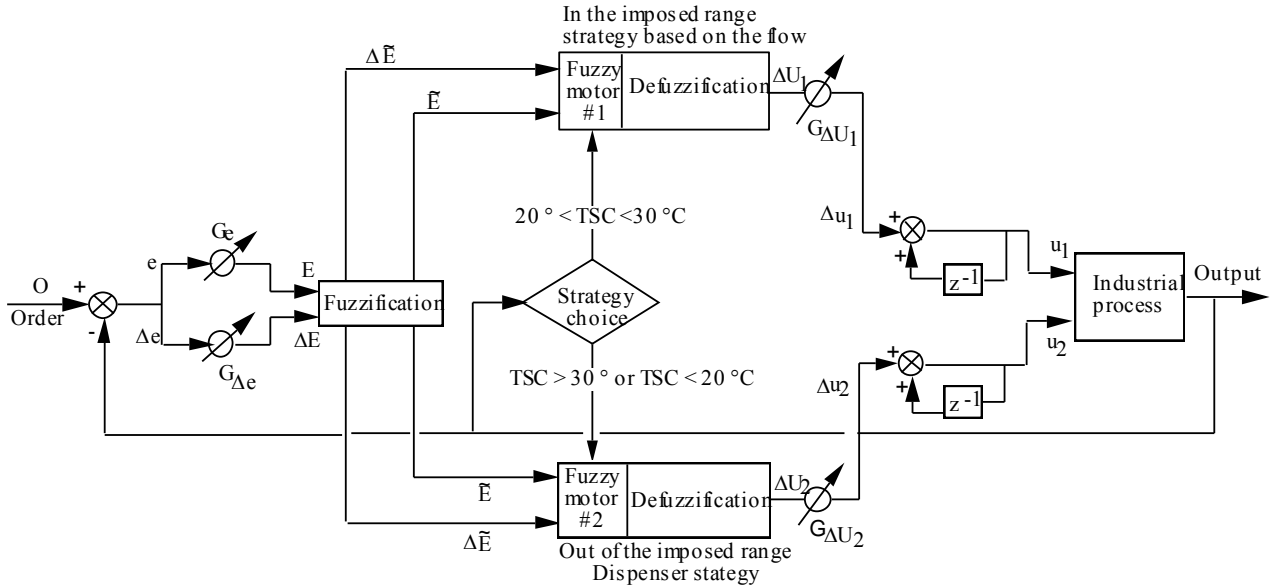 In the imposed range
strategy based on the flow
ΔẼ
Fuzzy
motor
#1
Defuzzification
ΔU1
Ẽ
GΔU1
20 ° < TSC <30 °C
Δu1
+
+
z -1
u1
Ge
e
E
O
Order
+
-
Δe
ΔE
GΔe
Fuzzification
Strategy
choice
Industrial
process
Output
u2
TSC > 30 ° or TSC < 20 °C
Δu2
+
+
z -1
Ẽ
Fuzzy
motor
#2
Defuzzification
ΔU2
GΔU2
ΔẼ
Out of the imposed range
Dispenser stategy